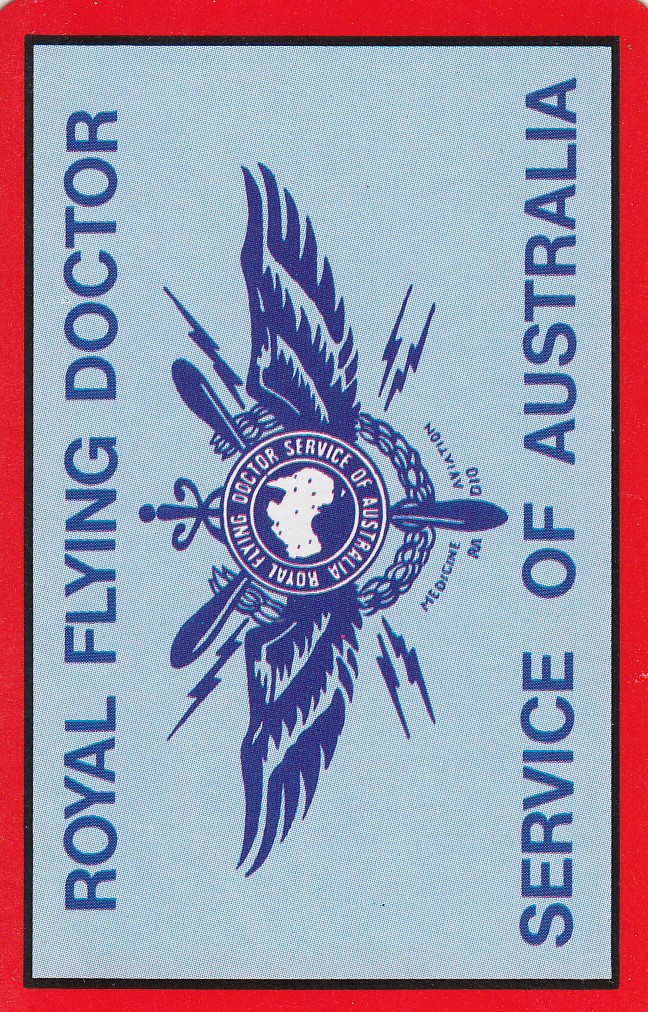 ROYAL FLYING DOCTOR
ROYAL FLYING DOCTOR SERVICE OF AUSTRALIA
MEDICINE AVIATION
RADIO
SERVICE OF AUSTRALIA